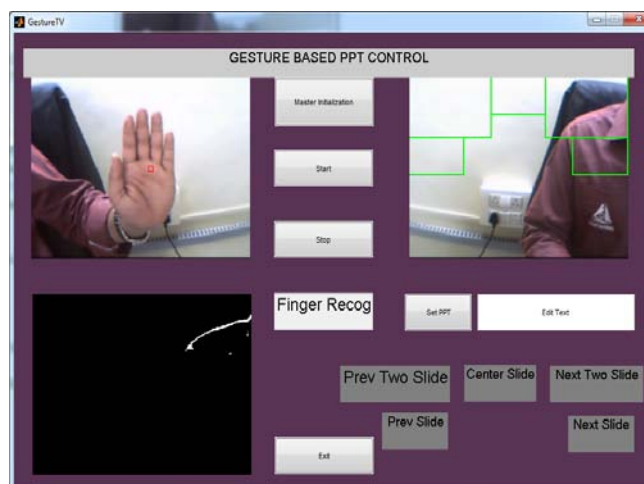 GestureTV
GESTURE BASED PPT CONTROL
Master Initialization
Start
Stop
Finger Recog
Set PPT
Edit Text
Prev Two Slide
Center Slide
Next Two Slide
Prev Slide
Next Slide
Exit